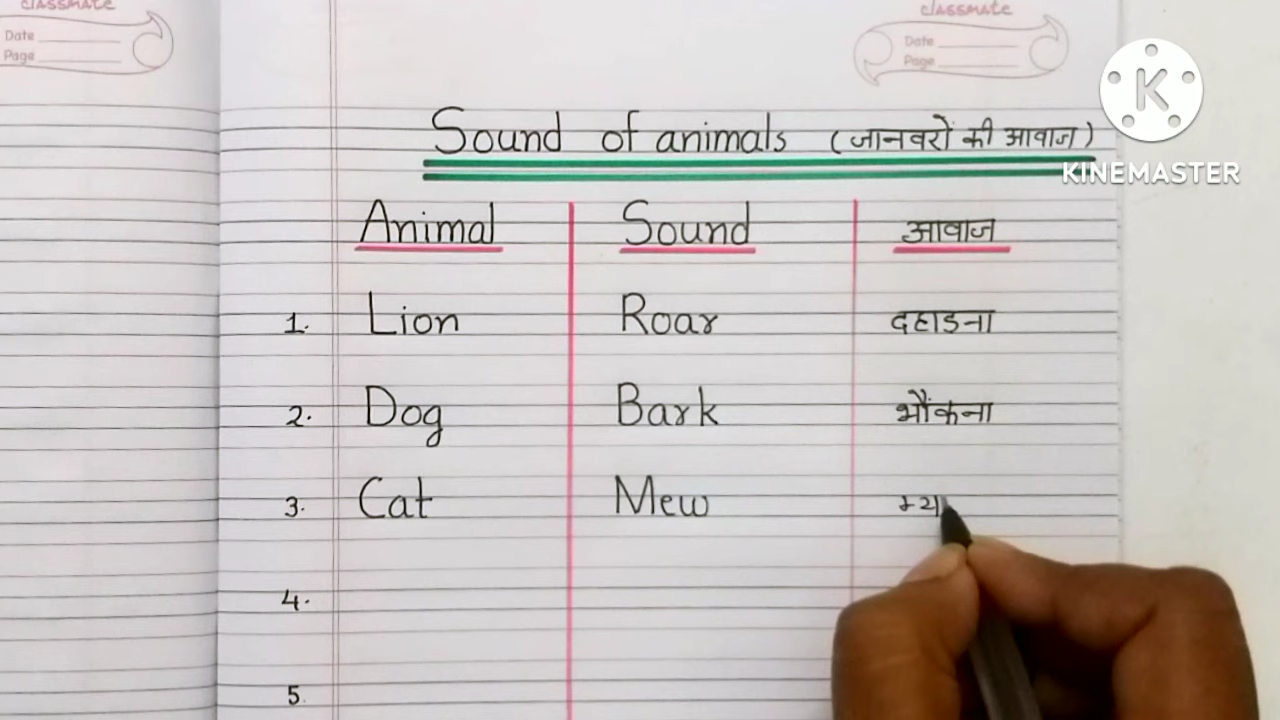 classmate
Date
Page
classmate
Date
Page
K
KINEMASTER
Sound of animals (जानवरों की आवाज)
Animal Sound आवाज
1. Lion Roar दहाडना
2. Dog Bark भौंकना
3. Cat Mew म्य
4.
5.